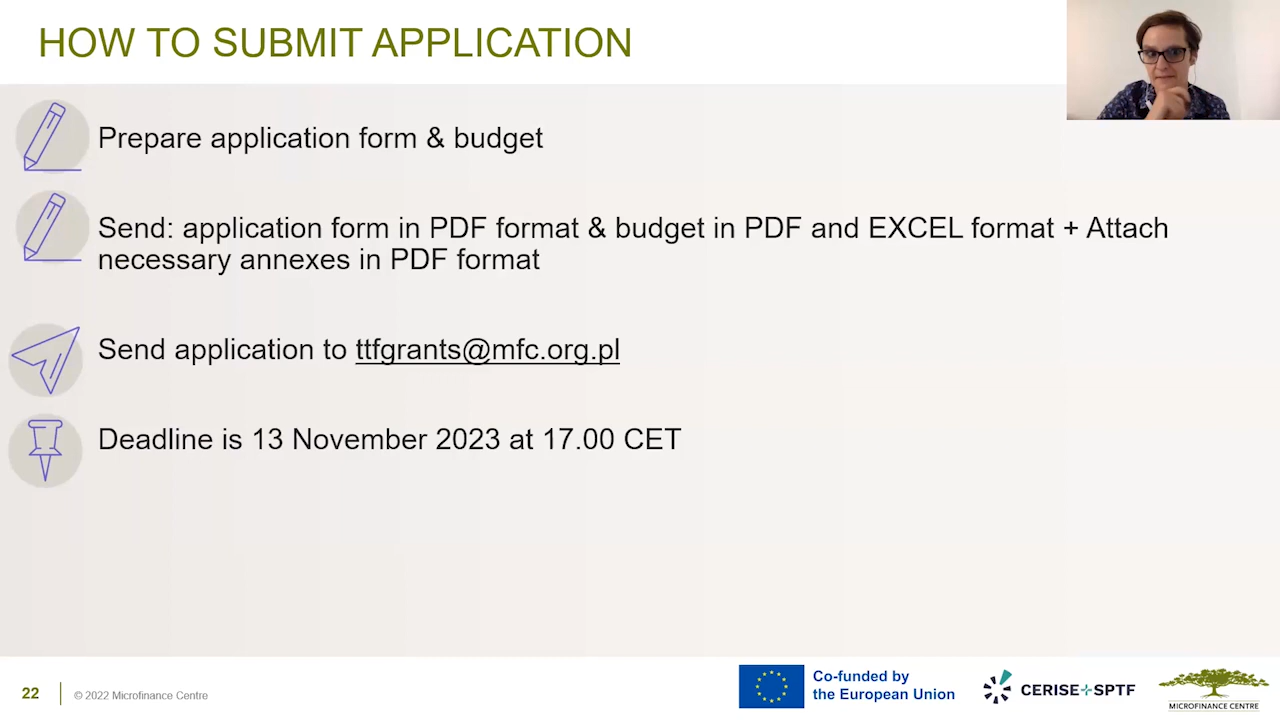 HOW TO SUBMIT APPLICATION
Prepare application form & budget
Send: application form in PDF format & budget in PDF and EXCEL format + Attach
necessary annexes in PDF format
Send application to ttfgrants@mfc.org.pl
Deadline is 13 November 2023 at 17.00 CET
22
© 2022 Microfinance Centre
Co-funded by
the European Union
CERISE+SPTF
MICROFINANCE CENTRE